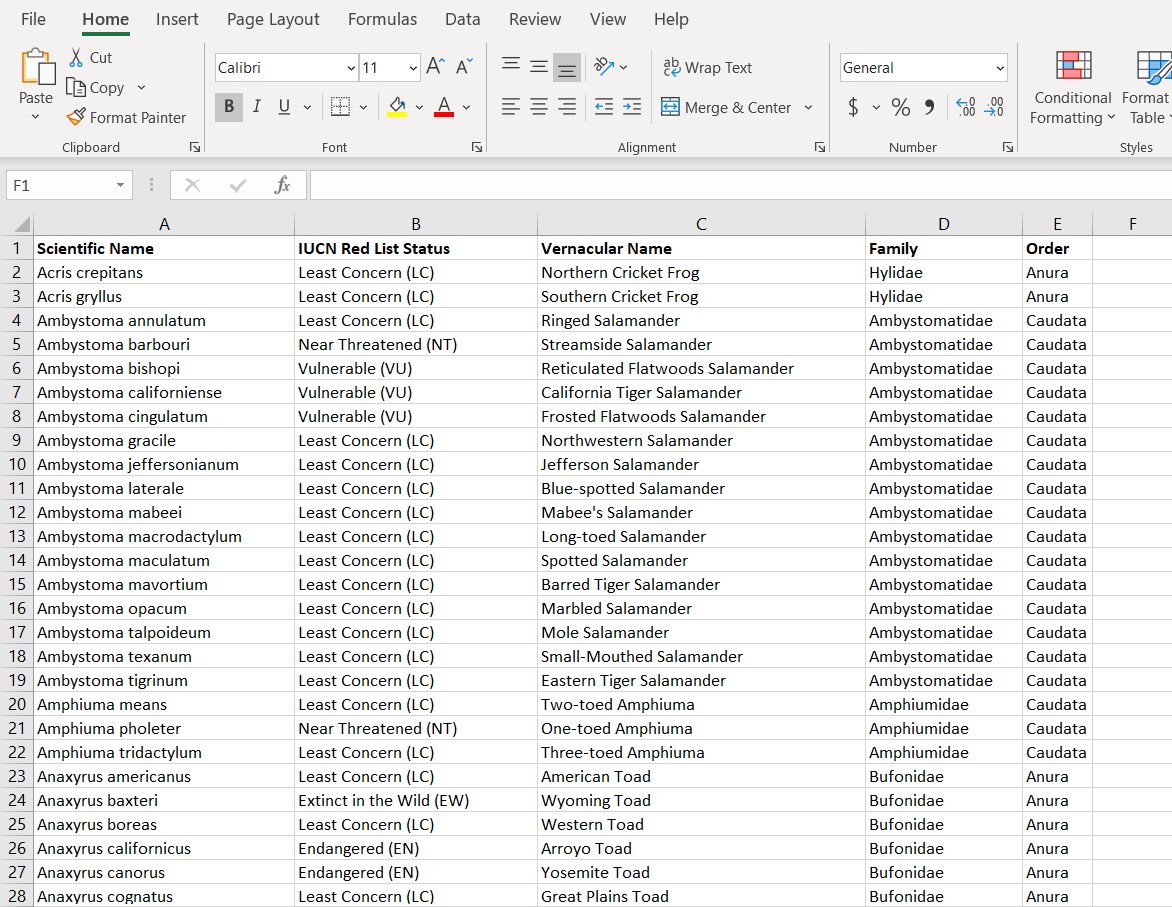 File Home Insert Page Layout Formulas Data Review View Help
Paste
Cut
Copy
Format Painter
Clipboard
Calibri 11 A A
B I U A
Font
ab Wrap Text
Merge & Center
Alignment
General
$ % , .00 .00
Number
Conditional Formatting
Format
Table
Styles
F1 fx
A B C D E F
1 Scientific Name IUCN Red List Status Vernacular Name Family Order
2 Acris crepitans Least Concern (LC) Northern Cricket Frog Hylidae Anura
3 Acris gryllus Least Concern (LC) Southern Cricket Frog Hylidae Anura
4 Ambystoma annulatum Least Concern (LC) Ringed Salamander Ambystomatidae Caudata
5 Ambystoma barbouri Near Threatened (NT) Streamside Salamander Ambystomatidae Caudata
6 Ambystoma bishopi Vulnerable (VU) Reticulated Flatwoods Salamander Ambystomatidae Caudata
7 Ambystoma californiense Vulnerable (VU) California Tiger Salamander Ambystomatidae Caudata
8 Ambystoma cingulatum Vulnerable (VU) Frosted Flatwoods Salamander Ambystomatidae Caudata
9 Ambystoma gracile Least Concern (LC) Northwestern Salamander Ambystomatidae Caudata
10 Ambystoma jeffersonianum Least Concern (LC) Jefferson Salamander Ambystomatidae Caudata
11 Ambystoma laterale Least Concern (LC) Blue-spotted Salamander Ambystomatidae Caudata
12 Ambystoma mabeei Least Concern (LC) Mabee's Salamander Ambystomatidae Caudata
13 Ambystoma macrodactylum Least Concern (LC) Long-toed Salamander Ambystomatidae Caudata
14 Ambystoma maculatum Least Concern (LC) Spotted Salamander Ambystomatidae Caudata
15 Ambystoma mavortium Least Concern (LC) Barred Tiger Salamander Ambystomatidae Caudata
16 Ambystoma opacum Least Concern (LC) Marbled Salamander Ambystomatidae Caudata
17 Ambystoma talpoideum Least Concern (LC) Mole Salamander Ambystomatidae Caudata
18 Ambystoma texanum Least Concern (LC) Small-Mouthed Salamander Ambystomatidae Caudata
19 Ambystoma tigrinum Least Concern (LC) Eastern Tiger Salamander Ambystomatidae Caudata
20 Amphiuma means Least Concern (LC) Two-toed Amphiuma Amphiumidae Caudata
21 Amphiuma pholeter Near Threatened (NT) One-toed Amphiuma Amphiumidae Caudata
22 Amphiuma tridactylum Least Concern (LC) Three-toed Amphiuma Amphiumidae Caudata
23 Anaxyrus americanus Least Concern (LC) American Toad Bufonidae Anura
24 Anaxyrus baxteri Extinct in the Wild (EW) Wyoming Toad Bufonidae Anura
25 Anaxyrus boreas Least Concern (LC) Western Toad Bufonidae Anura
26 Anaxyrus californicus Endangered (EN) Arroyo Toad Bufonidae Anura
27 Anaxyrus canorus Endangered (EN) Yosemite Toad Bufonidae Anura
28 Anaxyrus cognatus Least Concern (LC) Great Plains Toad Bufonidae Anura